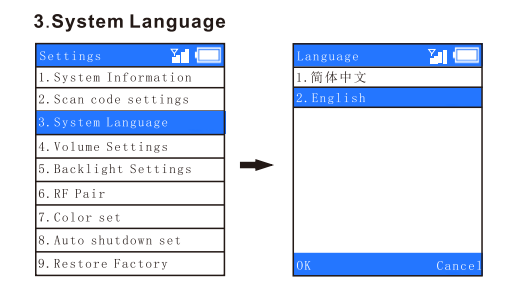 3.System Language
Settings
1.System Information
2.Scan code settings
3.System Language
4.Volume Settings
5.Backlight Settings
6.RF Pair
7.Color set
8.Auto shutdown set
9.Restore Factory
Language
1.简体中文
2.English
OK Cancel